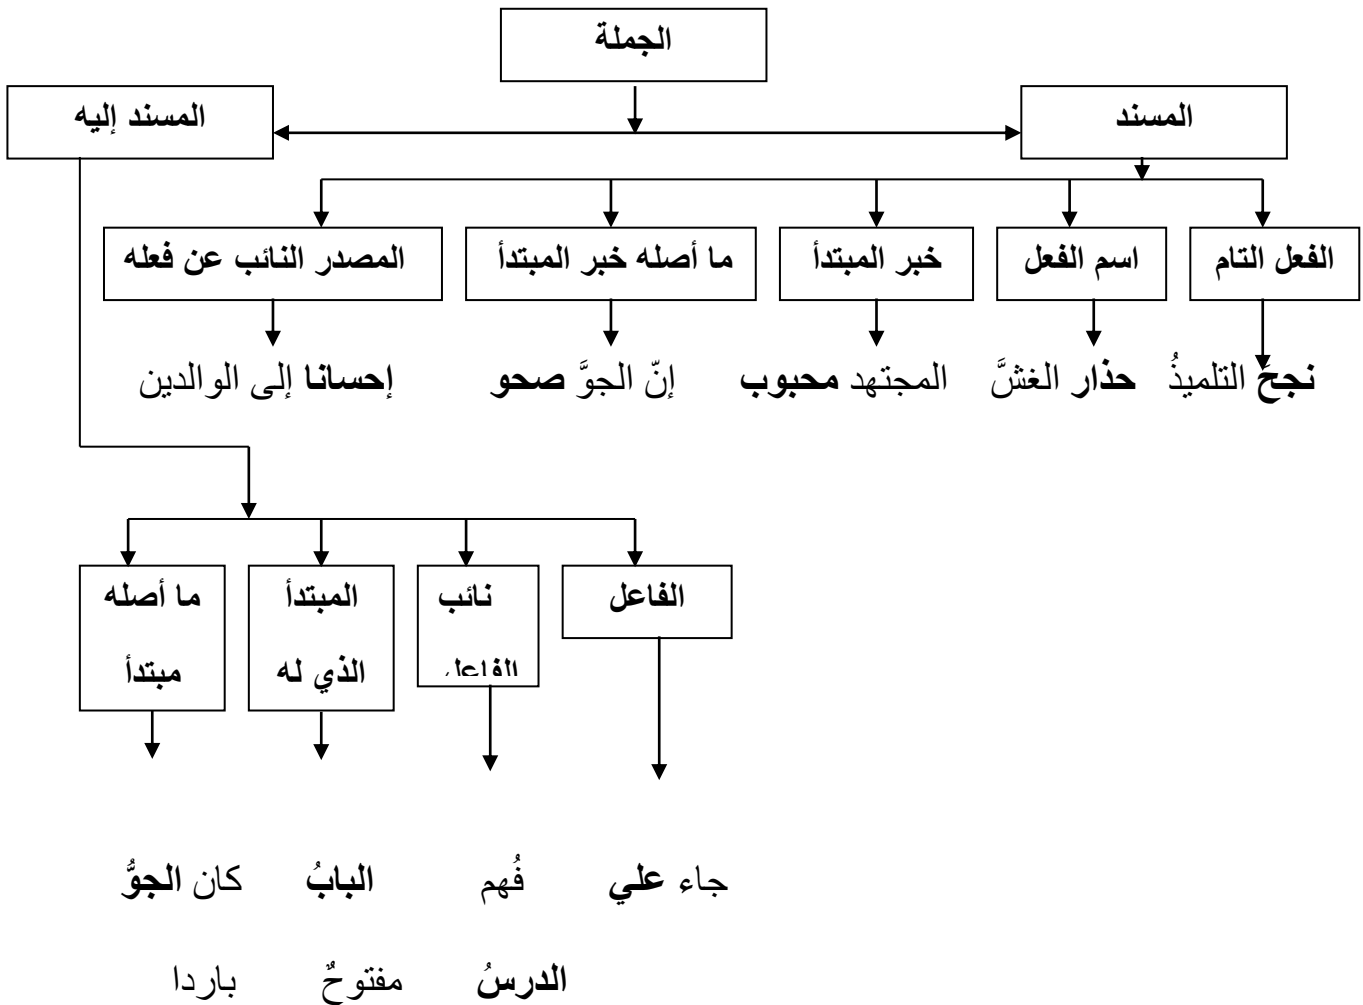 الجملة
المسند
المسند إليه
الفعل التام
اسم الفعل
خبر المبتدأ
ما أصله خبر المبتدأ
المصدر النائب عن فعله
نجحَ التلميذُ
حذار الغشَّ
المجتهد محبوب
إنّ الجوَّ صحو
إحسانا إلى الوالدين
الفاعل
نائب
الفاعل
المبتدأ
الذي له
ما أصله
مبتدأ
جاء علي
فُهم
الدرسُ
البابُ
مفتوحٌ
كان الجوُّ
باردا